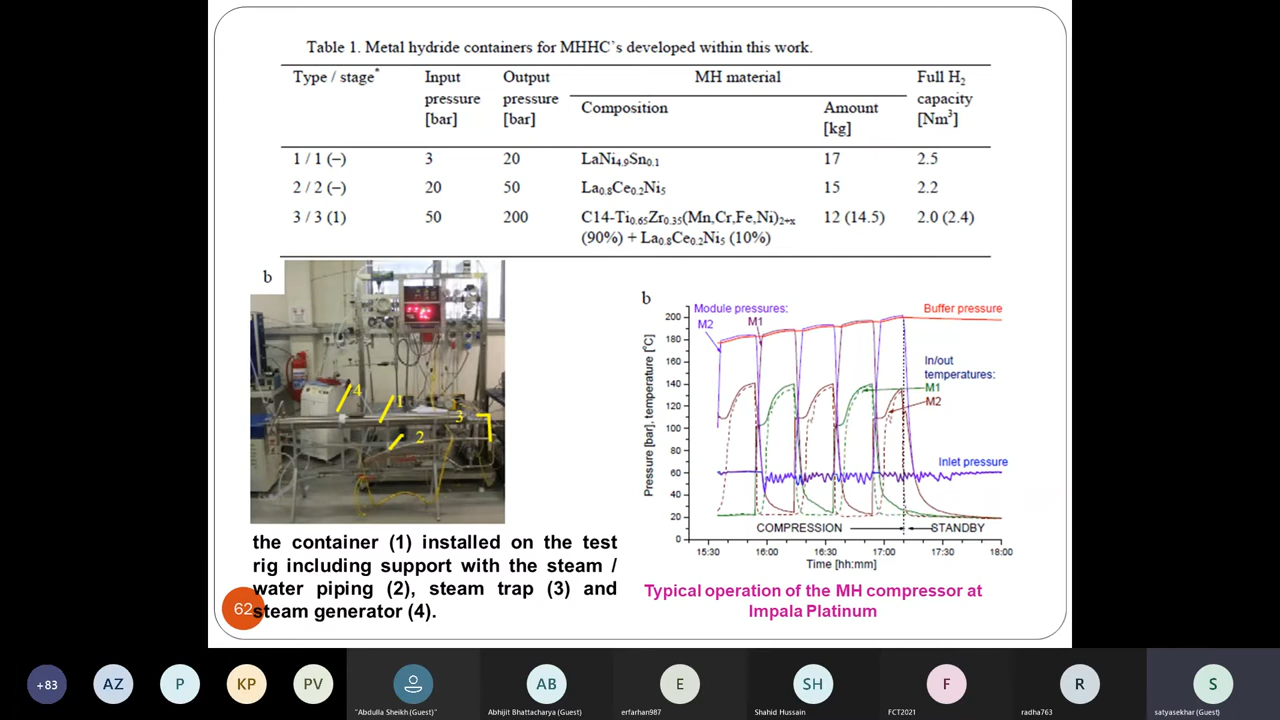 Table 1. Metal hydride containers for MHHC's developed within this work.
Type / stage*
Input pressure [bar]
Output pressure [bar]
MH material
Composition
Amount [kg]
Full H₂ capacity [Nm³]
1 / 1 (–) 3 20 LaNi₄.₉Sn₀.₁ 17 2.5
2 / 2 (–) 20 50 La₀.₈Ce₀.₂Ni₅ 15 2.2
3 / 3 (1) 50 200 C14-Ti₀.₆₅Zr₀.₃₅(Mn,Cr,Fe,Ni)₂₊ₓ 12 (14.5) 2.0 (2.4)
(90%) + La₀.₈Ce₀.₂Ni₅ (10%)
b
4
1
2
3
the container (1) installed on the test
rig including support with the steam /
water piping (2), steam trap (3) and
steam generator (4).
62
b
Module pressures:
M2
M1
Buffer pressure
In/out
temperatures:
M1
M2
Inlet pressure
COMPRESSION
STANDBY
Pressure [bar], temperature [°C]
200
180
160
140
120
100
80
60
40
20
0
15:30 16:00 16:30 17:00 17:30 18:00
Time [hh:mm]
Typical operation of the MH compressor at
Impala Platinum
+83
AZ
P
KP
PV
"Abdulla Sheikh (Guest)"
AB
Abhijit Bhattacharya (Guest)
E
erfarhan987
SH
Shahid Hussain
F
FCT2021
R
radha763
S
satyasekhar (Guest)